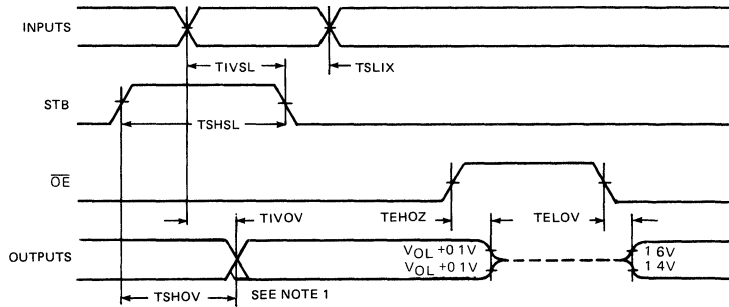 INPUTS
TIVSL
TSLIX
STB
TSHSL
OE
TIVOV
TEHOZ
TELOV
OUTPUTS
VOL +0 1V
1 6V
VOL +0 1V
1 4V
TSHOV
SEE NOTE 1